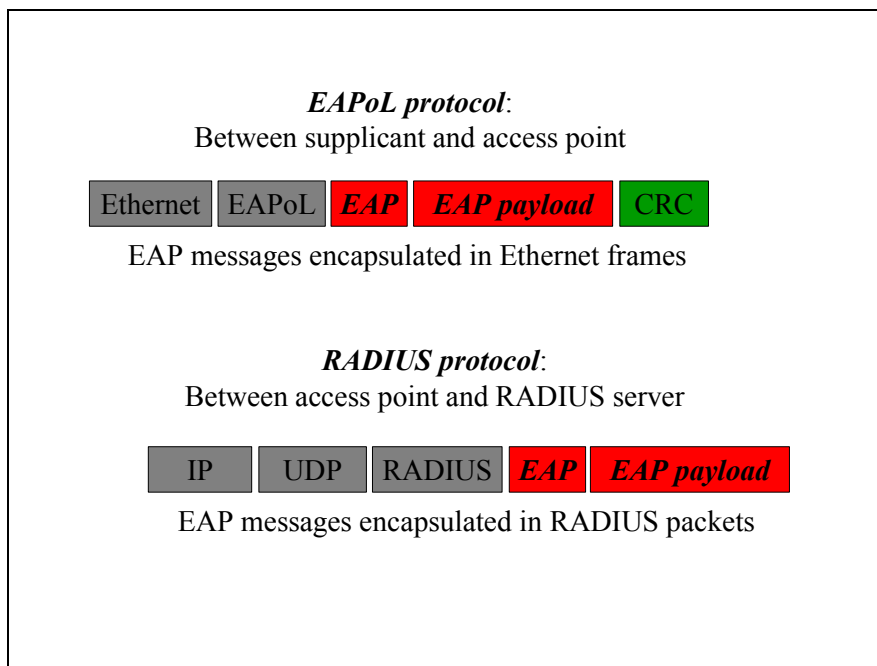 EAPoL protocol:
Between supplicant and access point
Ethernet EAPoL EAP EAP payload CRC
EAP messages encapsulated in Ethernet frames
RADIUS protocol:
Between access point and RADIUS server
IP UDP RADIUS EAP EAP payload
EAP messages encapsulated in RADIUS packets